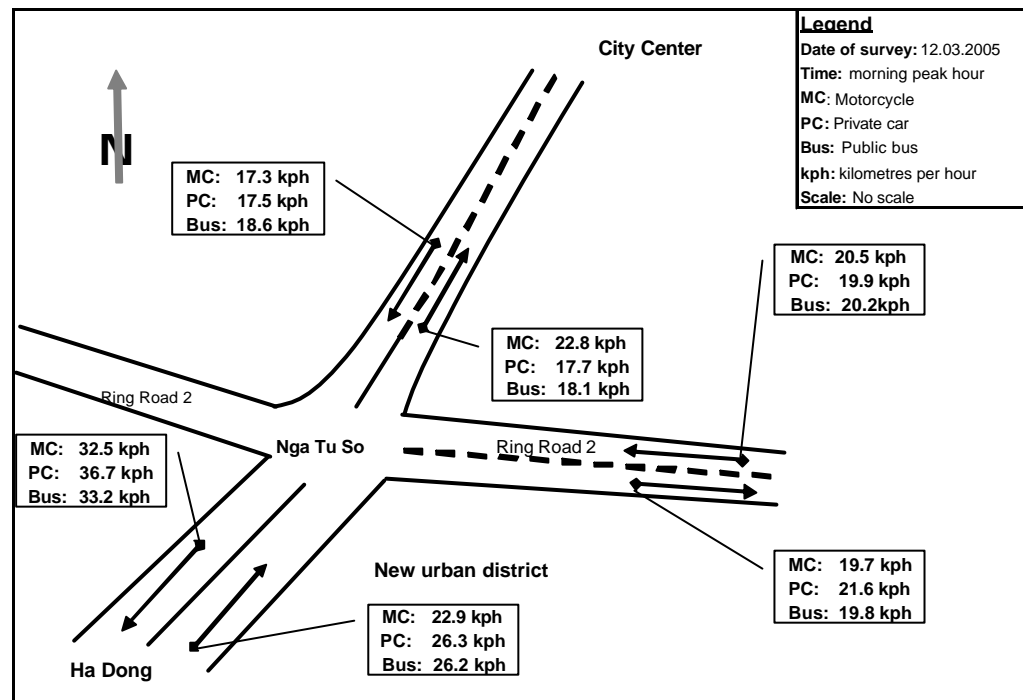 City Center
Legend
Date of survey: 12.03.2005
Time: morning peak hour
MC: Motorcycle
PC: Private car
Bus: Public bus
kph: kilometres per hour
Scale: No scale
N
MC: 17.3 kph
PC: 17.5 kph
Bus: 18.6 kph
MC: 20.5 kph
PC: 19.9 kph
Bus: 20.2kph
MC: 22.8 kph
PC: 17.7 kph
Bus: 18.1 kph
Ring Road 2
Nga Tu So
Ring Road 2
MC: 32.5 kph
PC: 36.7 kph
Bus: 33.2 kph
New urban district
MC: 19.7 kph
PC: 21.6 kph
Bus: 19.8 kph
MC: 22.9 kph
PC: 26.3 kph
Bus: 26.2 kph
Ha Dong